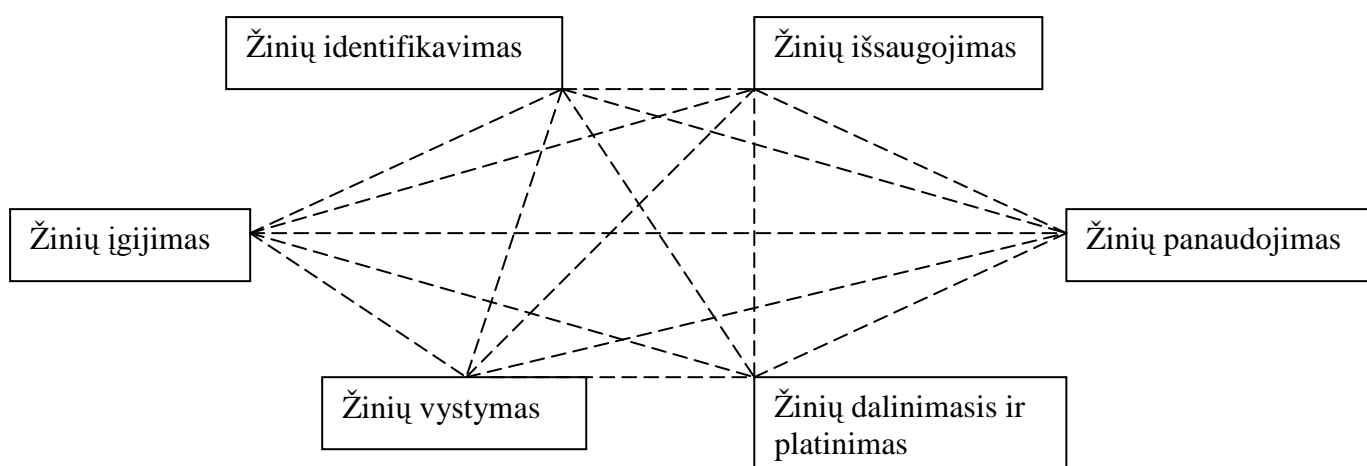 Žinių identifikavimas
Žinių išsaugojimas
Žinių įgijimas
Žinių panaudojimas
Žinių vystymas
Žinių dalinimasis ir
platinimas